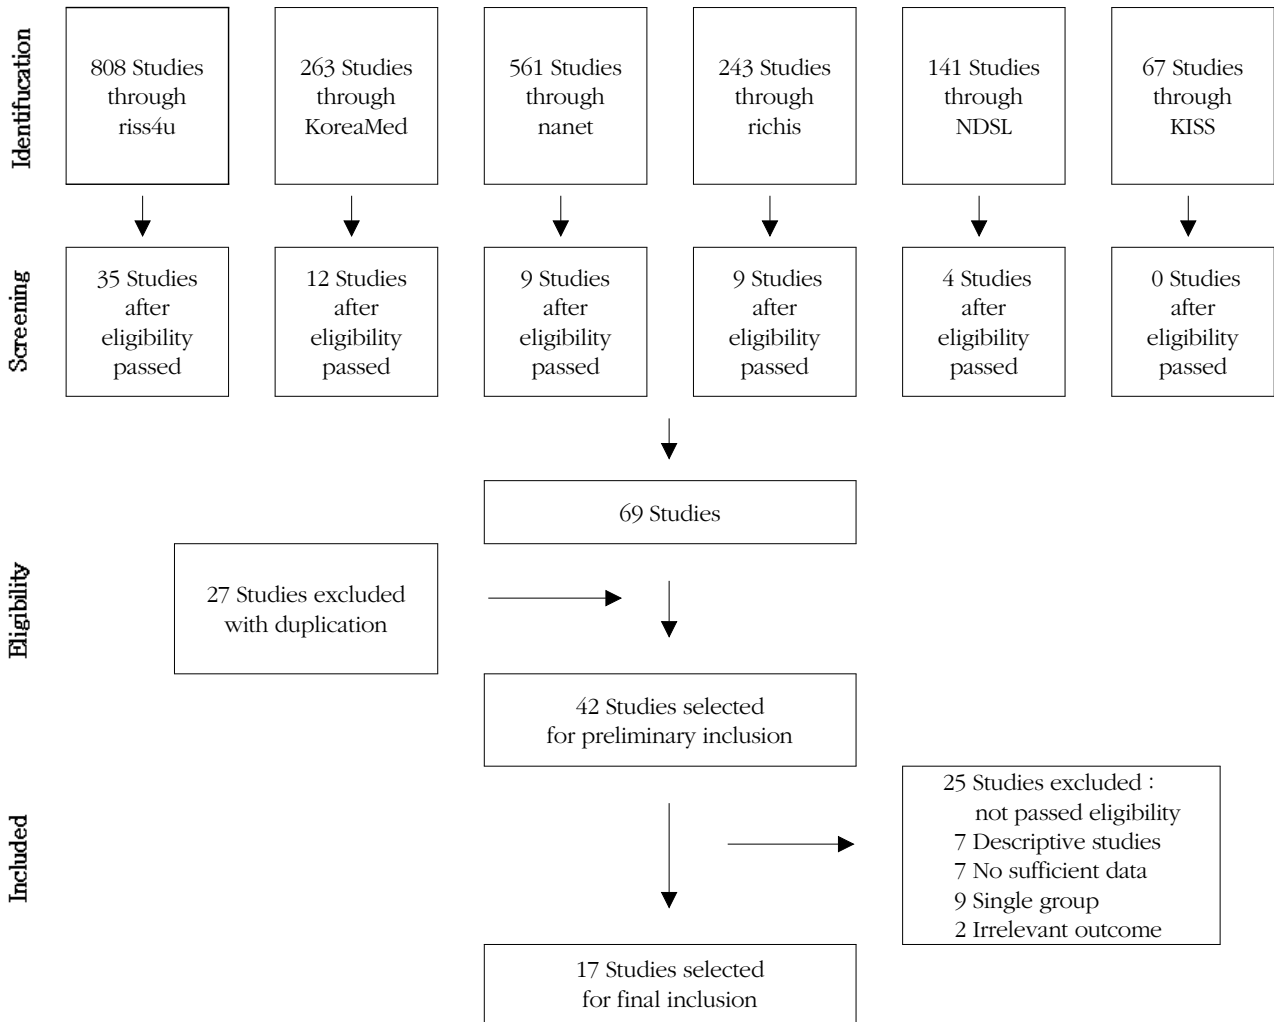 Identifucation
808 Studies
through
riss4u
263 Studies
through
KoreaMed
561 Studies
through
nanet
243 Studies
through
richis
141 Studies
through
NDSL
67 Studies
through
KISS
Screening
35 Studies
after
eligibility
passed
12 Studies
after
eligibility
passed
9 Studies
after
eligibility
passed
9 Studies
after
eligibility
passed
4 Studies
after
eligibility
passed
0 Studies
after
eligibility
passed
69 Studies
Eligibility
27 Studies excluded
with duplication
42 Studies selected
for preliminary inclusion
Included
25 Studies excluded :
not passed eligibility
7 Descriptive studies
7 No sufficient data
9 Single group
2 Irrelevant outcome
17 Studies selected
for final inclusion